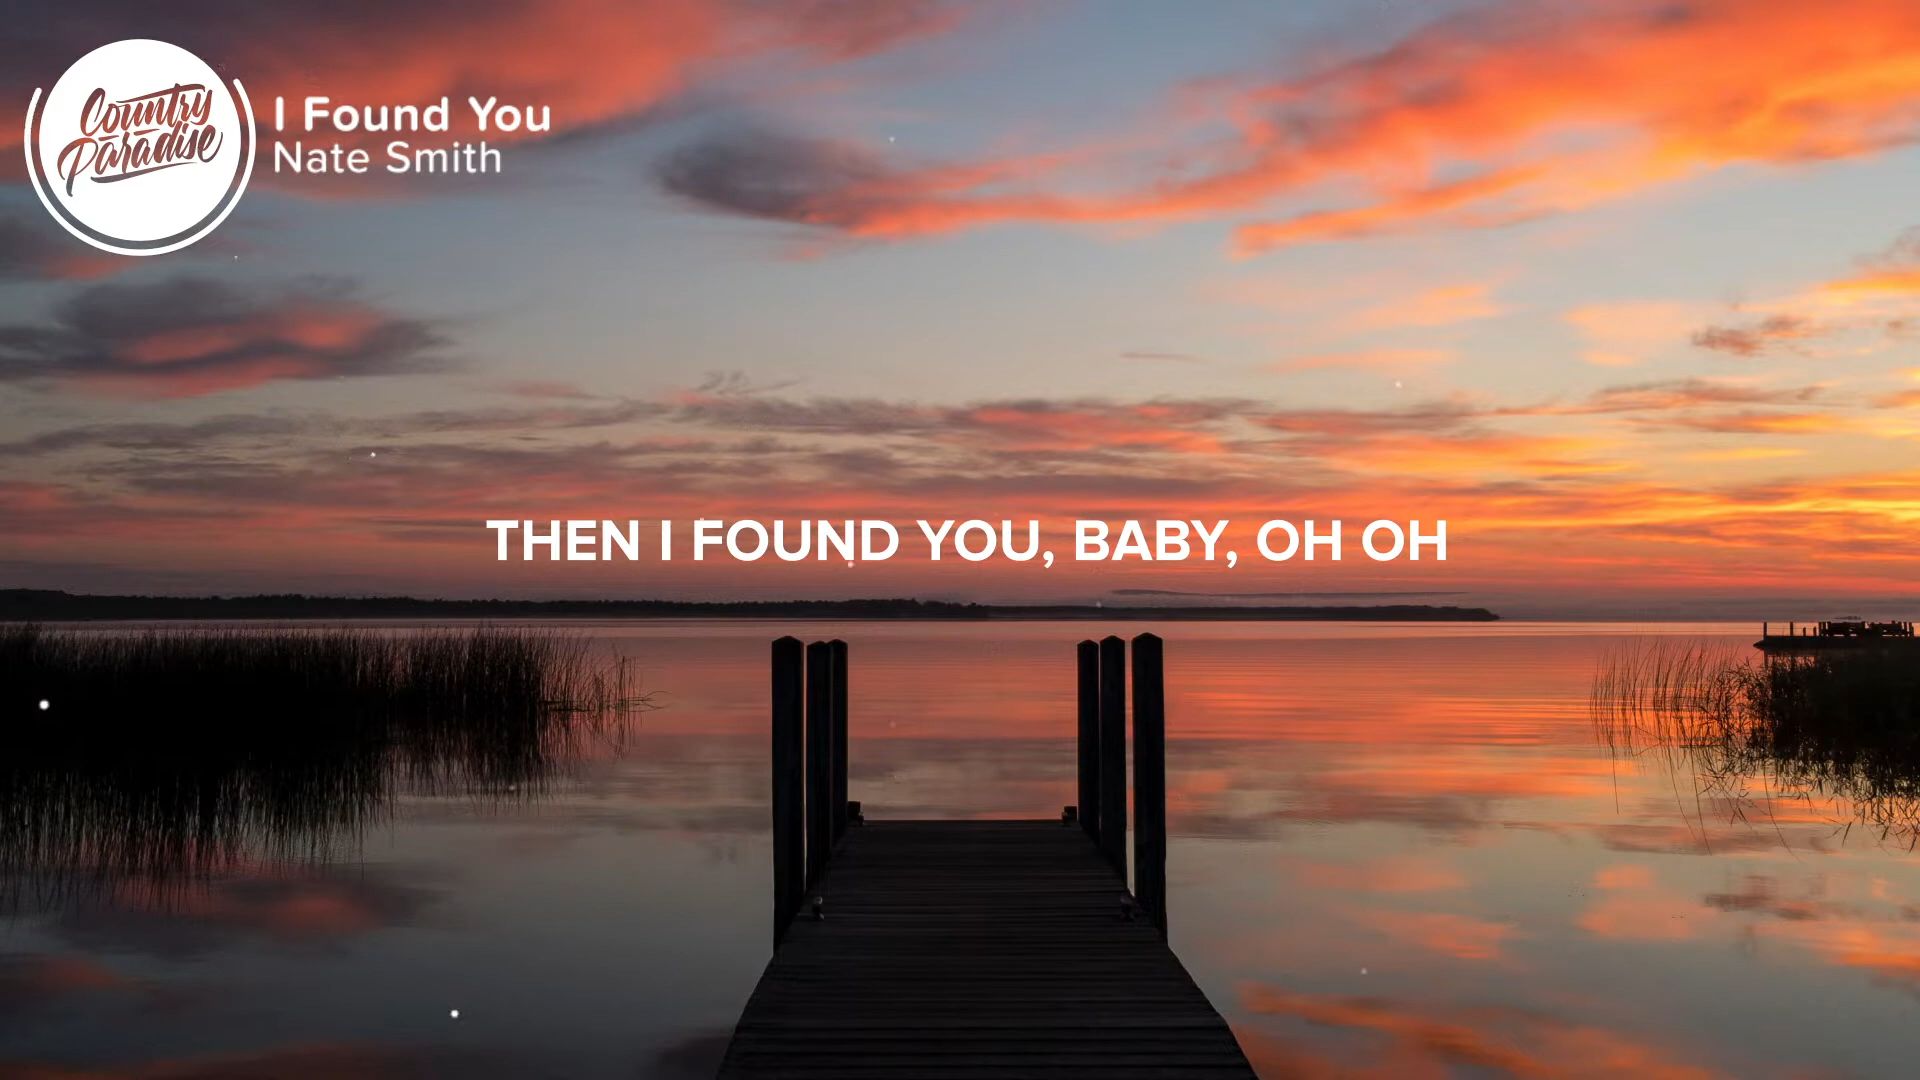 Country
Paradise
I Found You
Nate Smith
THEN I FOUND YOU, BABY, OH OH